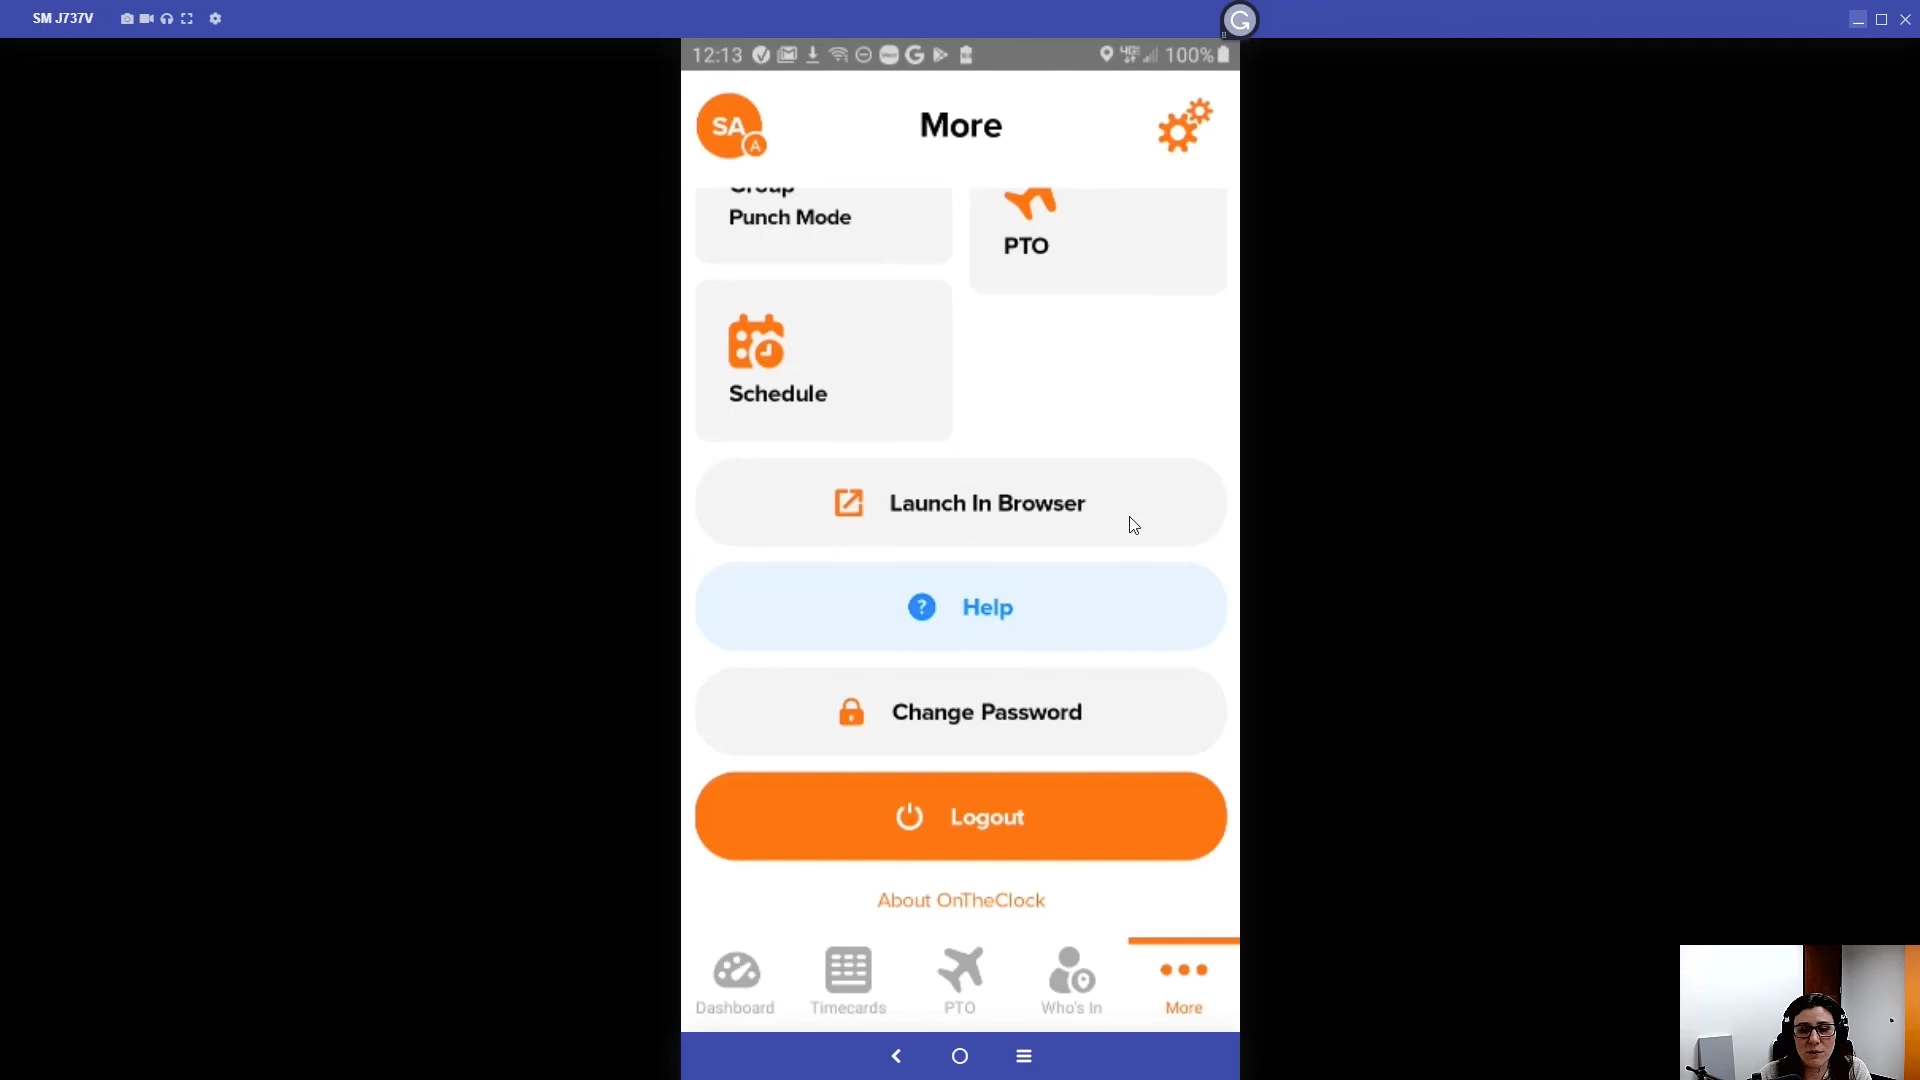 SM J737V
12:13
100%
SA
A
More
Group
Punch Mode
PTO
Schedule
Launch In Browser
Help
Change Password
Logout
About OnTheClock
Dashboard
Timecards
PTO
Who's In
More